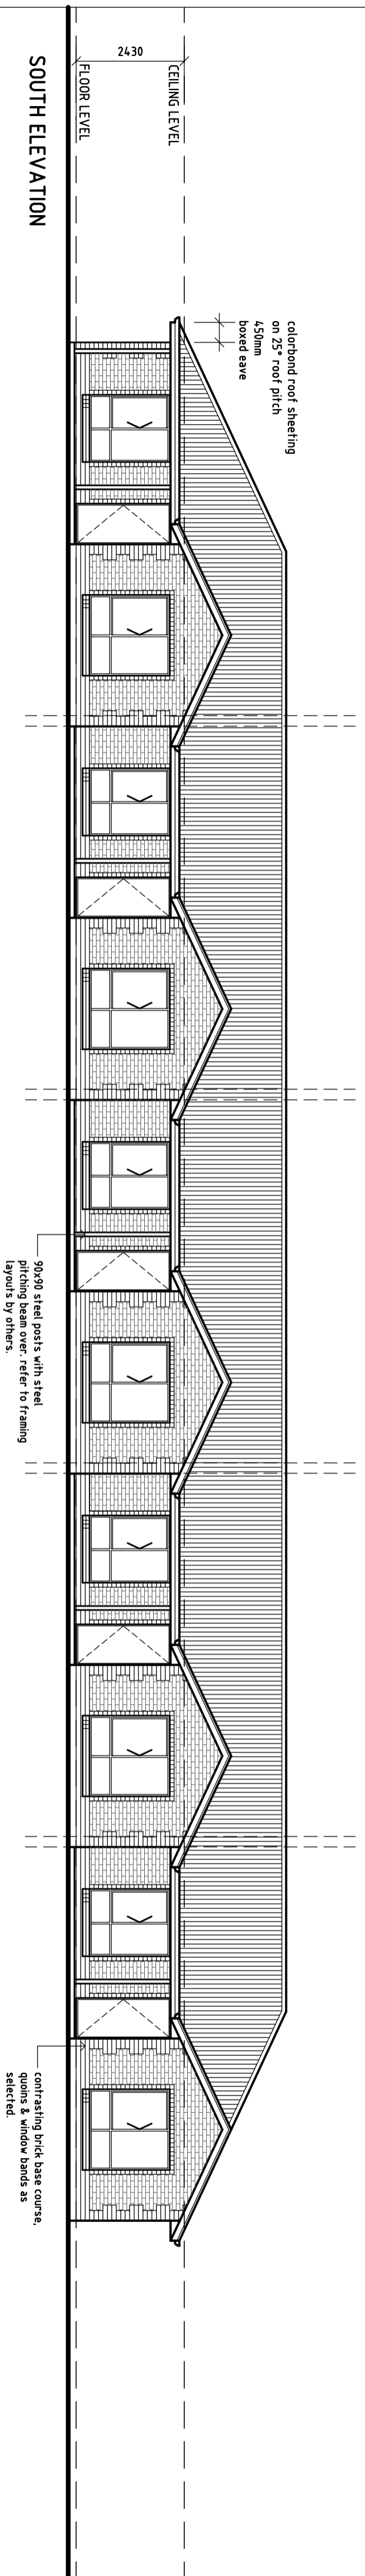 colorbond roof sheeting
on 25° roof pitch
450mm
boxed eave
CEILING LEVEL
2430
FLOOR LEVEL
SOUTH ELEVATION
90x90 steel posts with steel
pitching beam over. refer to framing
layouts by others.
contrasting brick base course,
quoins & window bands as
selected.